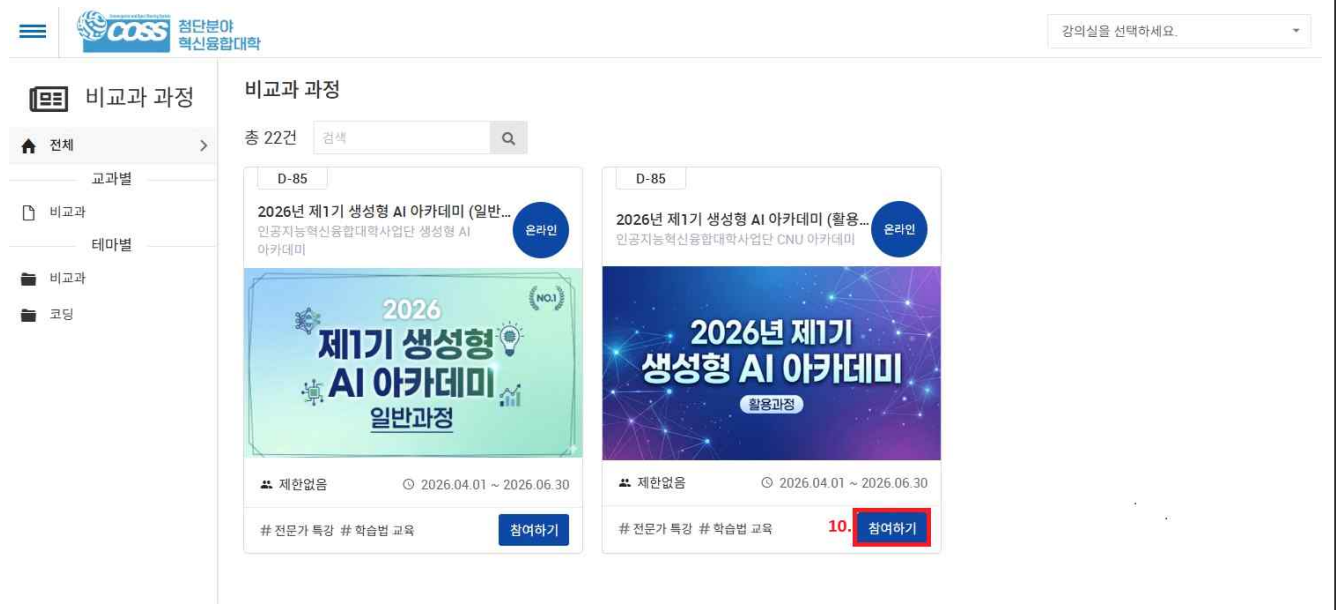 COSS 첨단분야
혁신융합대학
강의실을 선택하세요.
비교과 과정
전체
교과별
비교과
테마별
비교과
코딩
비교과 과정
총 22건 검색
D-85
2026년 제1기 생성형 AI 아카데미 (일반...
인공지능혁신융합대학사업단 생성형 AI
아카데미
온라인
2026
NO.1
제1기 생성형
AI 아카데미
일반과정
제한없음 2026.04.01 ~ 2026.06.30
# 전문가 특강 # 학습법 교육 참여하기
D-85
2026년 제1기 생성형 AI 아카데미 (활용...
인공지능혁신융합대학사업단 CNU 아카데미
온라인
2026년 제1기
생성형 AI 아카데미
활용과정
제한없음 2026.04.01 ~ 2026.06.30
# 전문가 특강 # 학습법 교육 10. 참여하기